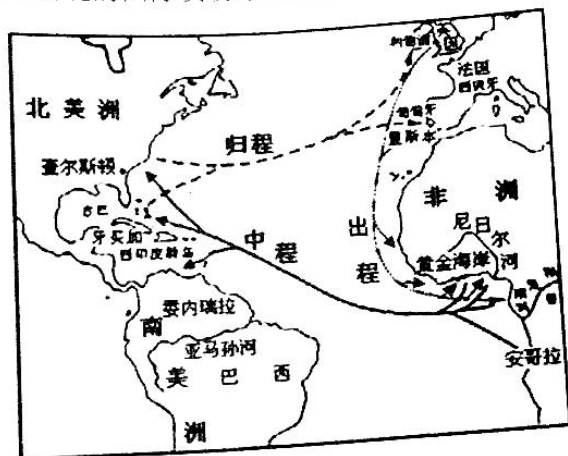 国
法国
西班牙
葡萄牙
里斯本
北美洲
归程
查尔斯顿
古巴
牙买加
西印度群岛
中程
出程
非洲
尼日尔河
黄金海岸
刚果
委内瑞拉
亚马孙河
南美洲
巴西
安哥拉